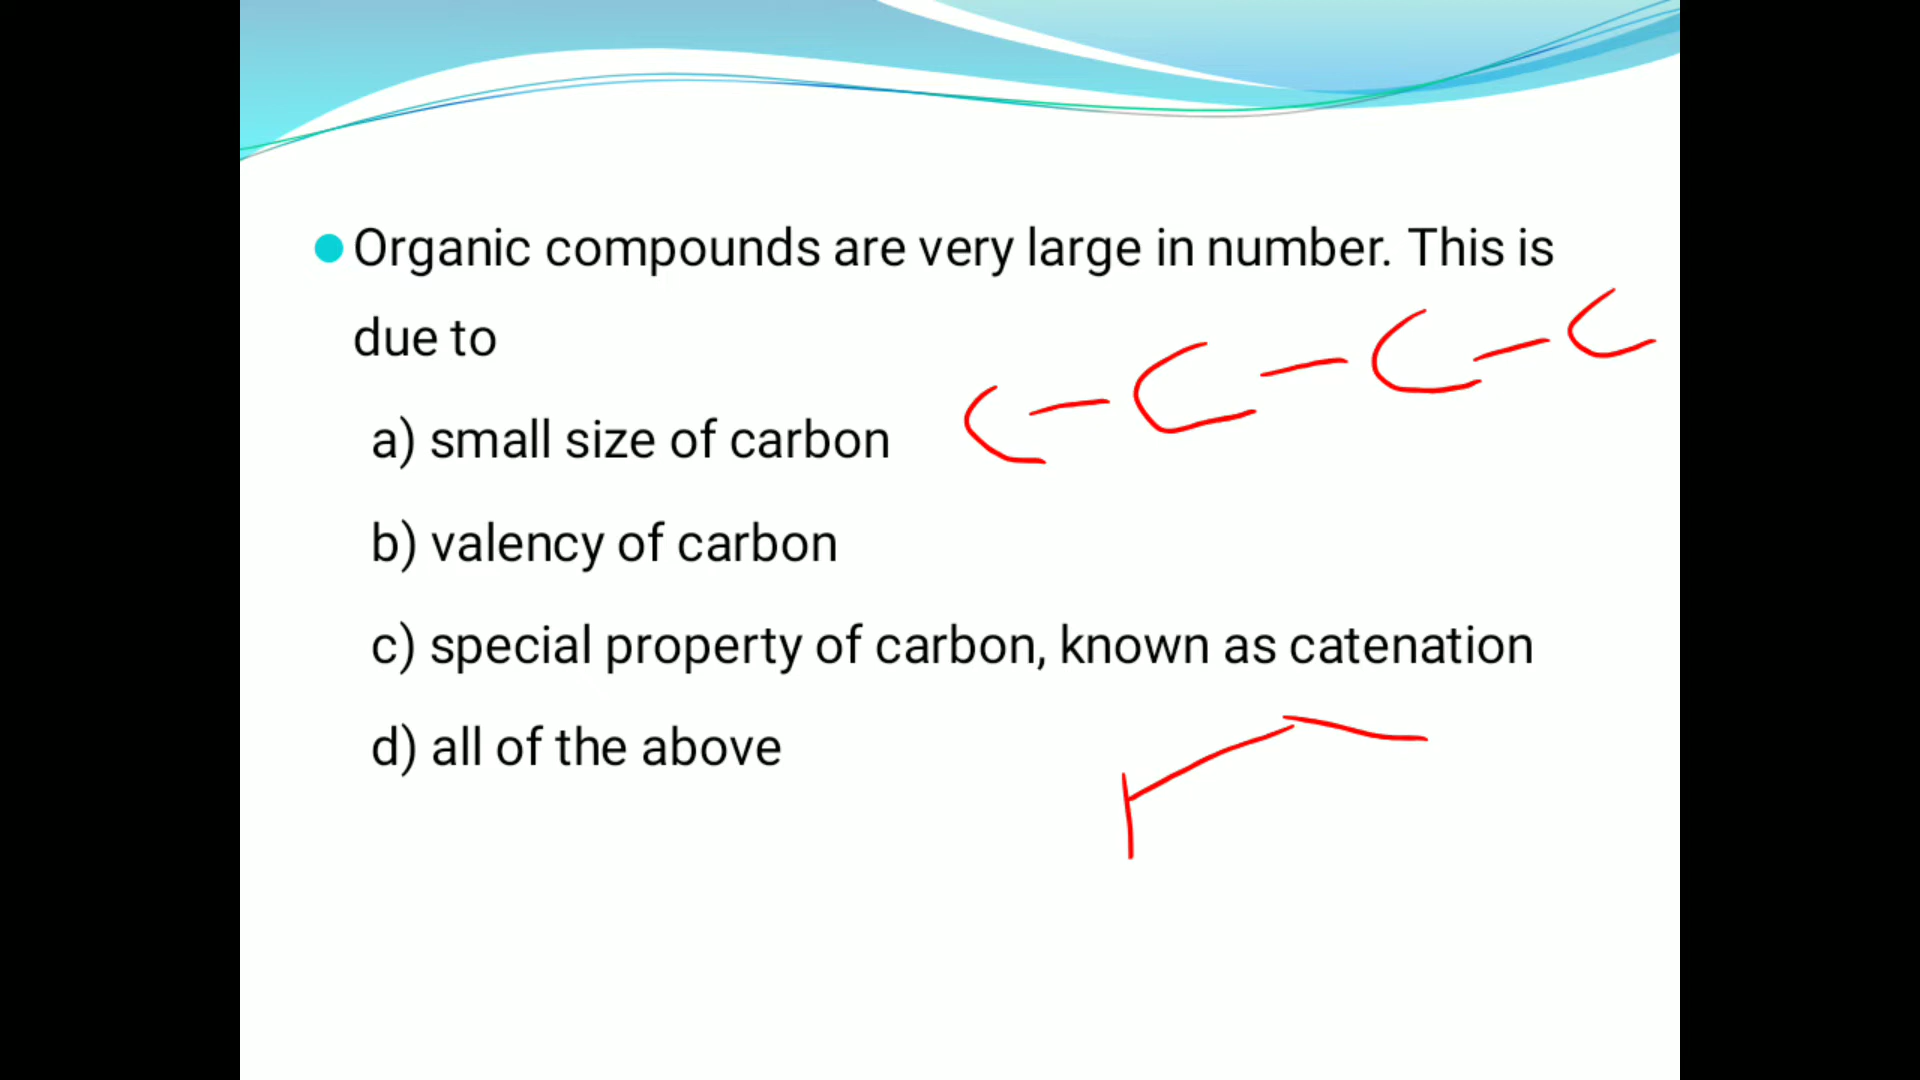 Organic compounds are very large in number. This is
due to
C-C-C-C
a) small size of carbon
b) valency of carbon
c) special property of carbon, known as catenation
d) all of the above